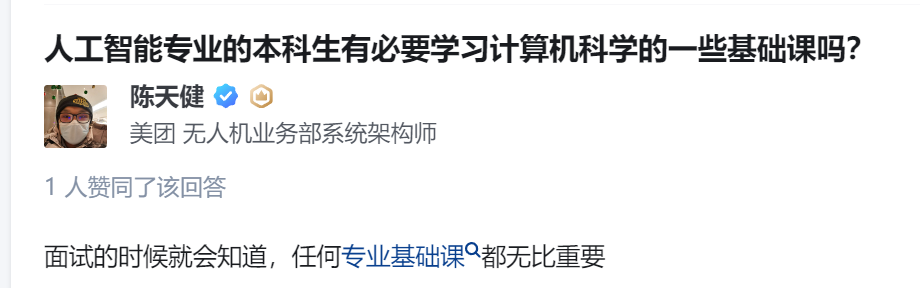 人工智能专业的本科生有必要学习计算机科学的一些基础课吗?
陈天健
美团 无人机业务部系统架构师
1 人赞同了该回答
面试的时候就会知道，任何专业基础课都无比重要